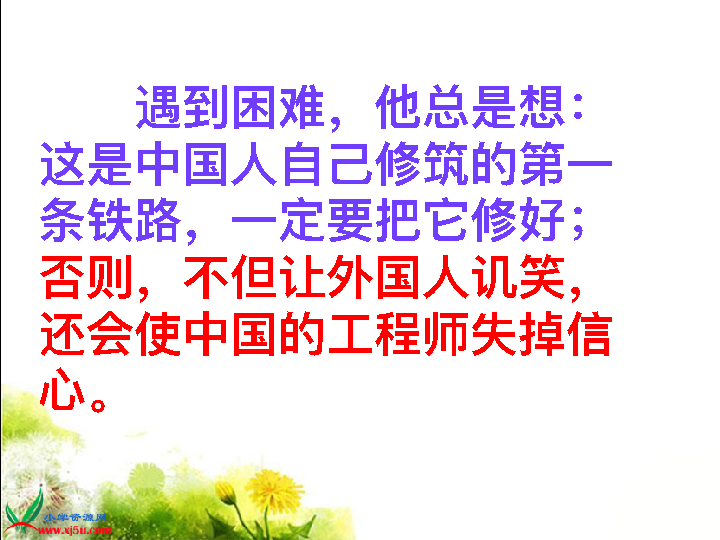 遇到困难，他总是想：
这是中国人自己修筑的第一
条铁路，一定要把它修好；
否则，不但让外国人讥笑，
还会使中国的工程师失掉信
心。
小学资源网
www.xj5u.com